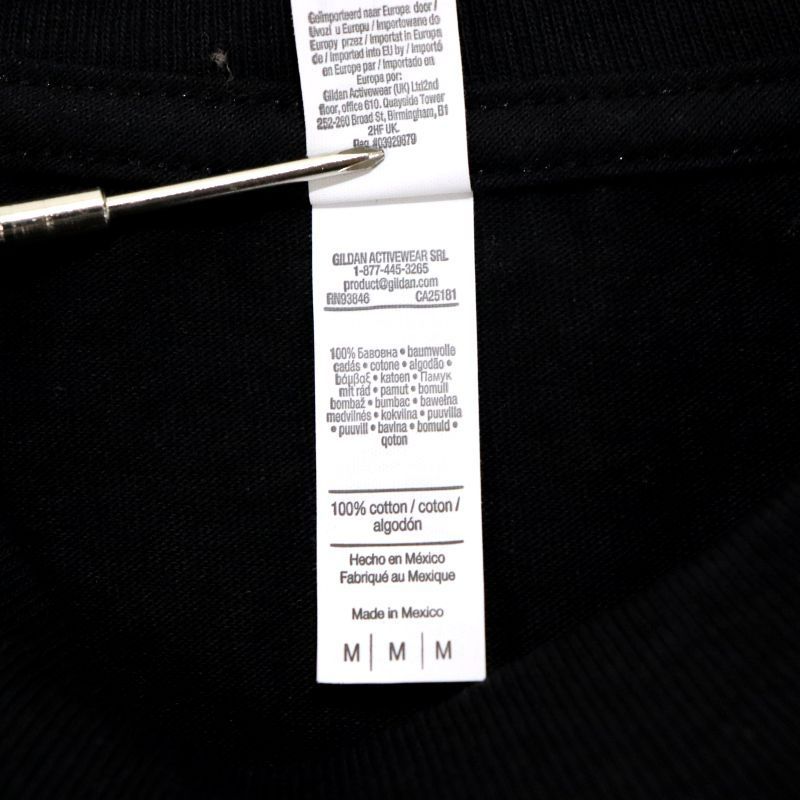 Geïmporteerd naar Europa door /
Uvozi u Europu / Importowane do
Europy przez / Importat in Europa
de / Imported into EU by / Importó
en Europe par / Importado en
Europa por:
Gildan Activewear (UK) Ltd2nd
floor, office 610. Quayside Tower
252-260 Broad St, Birmingham, B1
2HF UK.
Reg #03929679
GILDAN ACTIVEWEAR SRL
1-877-445-3265
product@gildan.com
RN93846 CA25181
100% Бавовна • baumwolle
cadás • cotone • algodão •
βάμβαξ • katoen • Памук
mit rád • pamut • bomull
bombaž • bumbac • bawełna
medvilnės • kokvilna • puuvilla
• puuvill • bavlna • bomuld •
qoton
100% cotton / coton /
algodón
Hecho en México
Fabriqué au Mexique
Made in Mexico
M | M | M